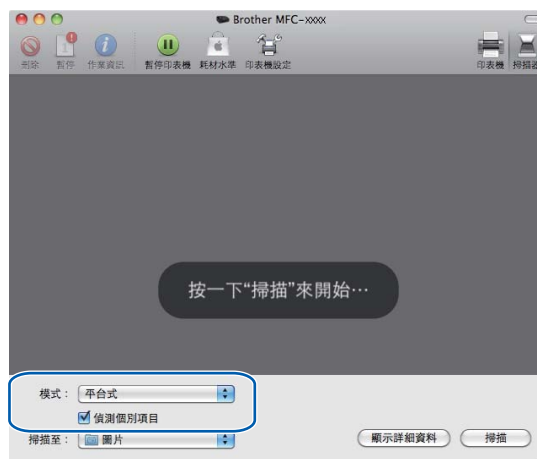 Brother MFC-xxxx
刪除 暫停 作業資訊 暫停印表機 耗材水準 印表機設定 印表機 掃描器
按一下“掃描”來開始…
模式： 平台式
偵測個別項目
掃描至： 圖片 顯示詳細資料 掃描